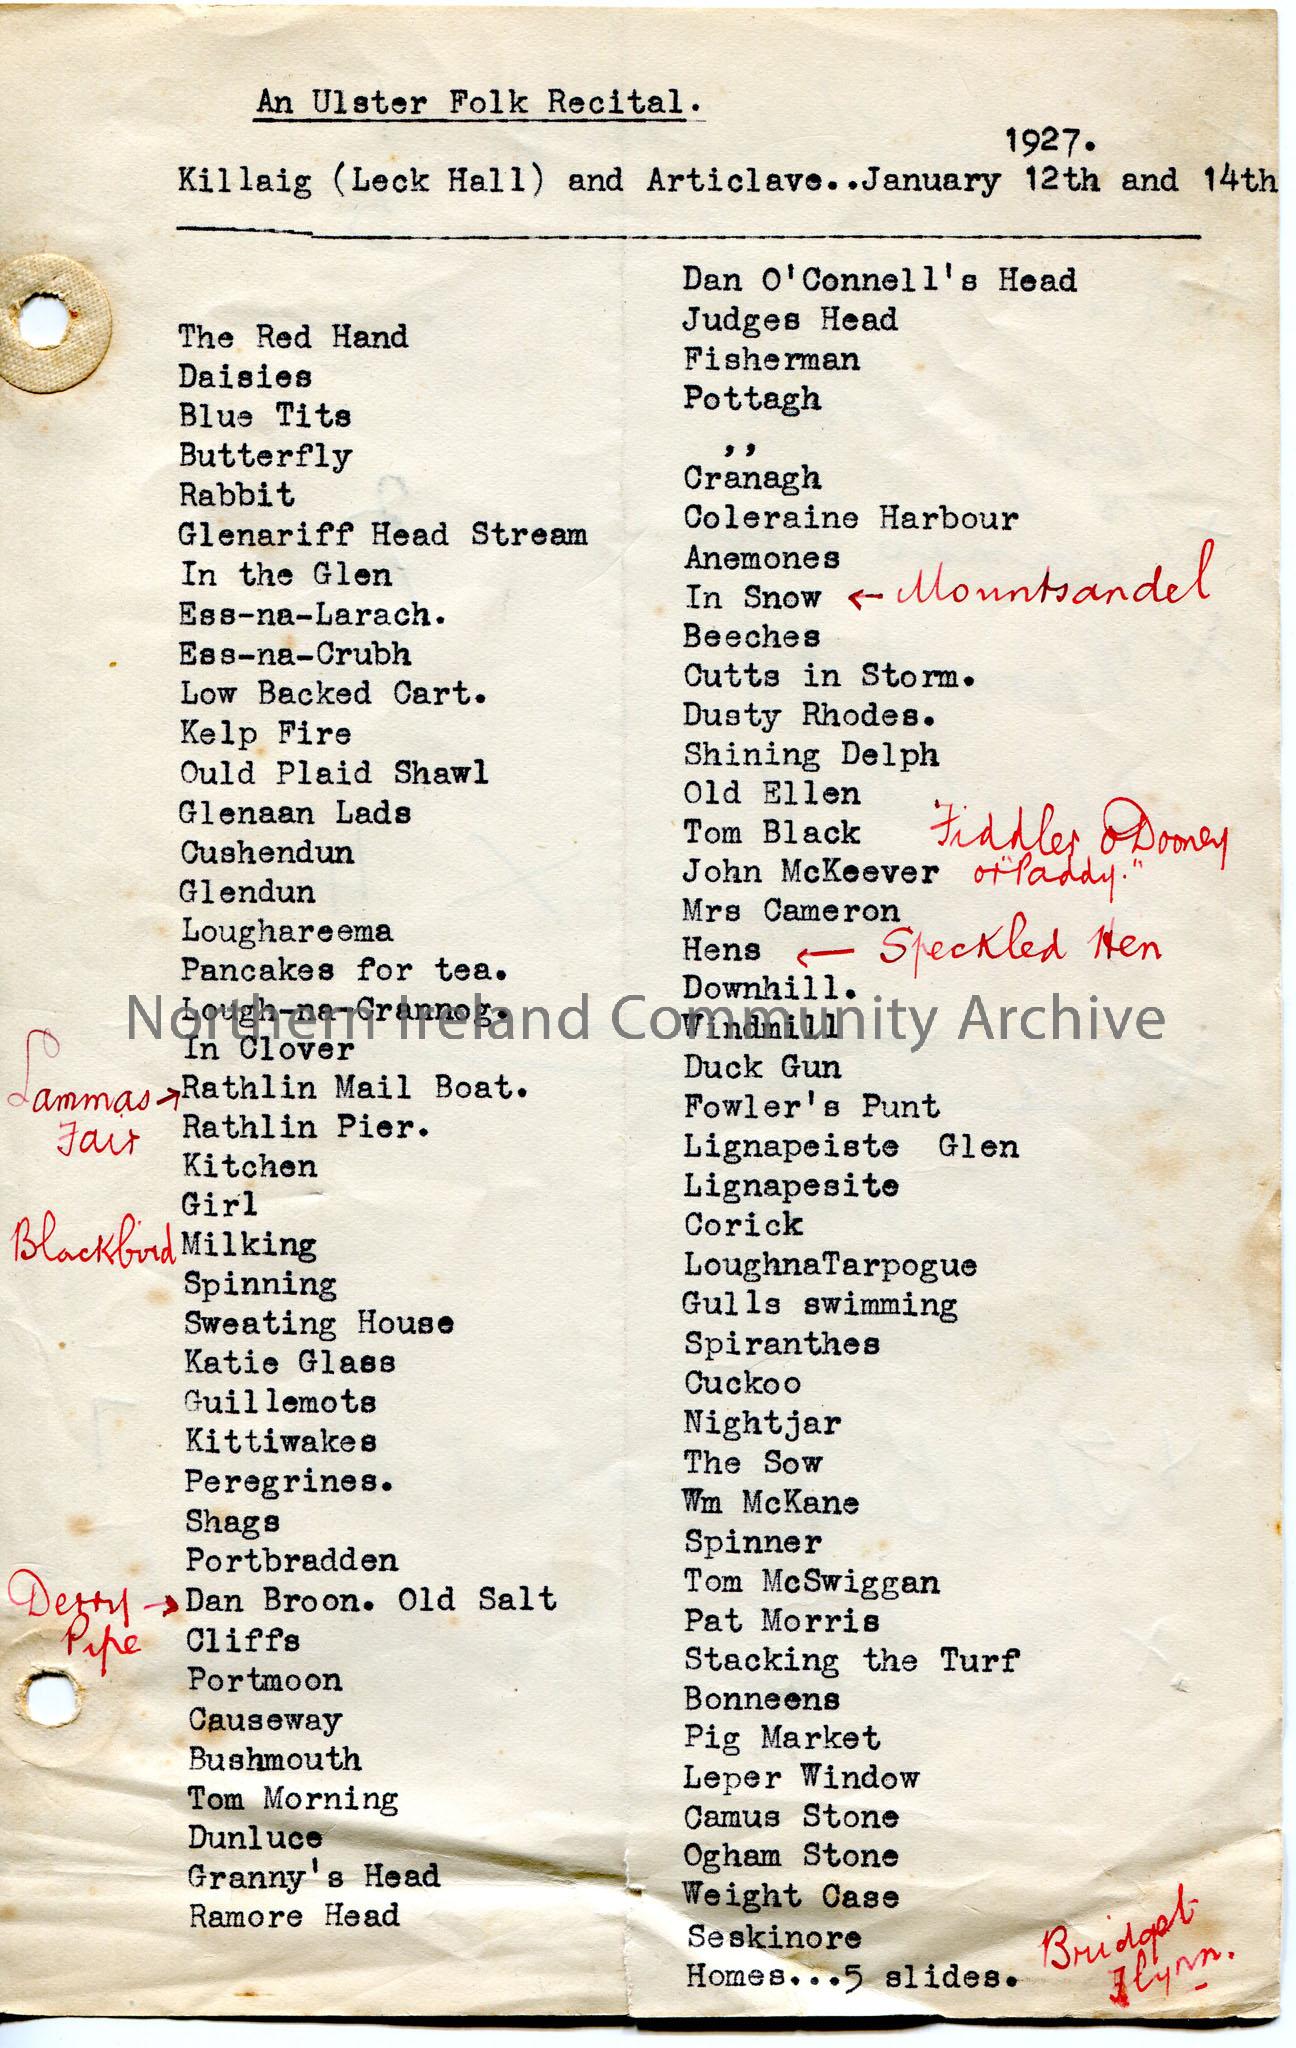 An Ulster Folk Recital.
1927.
Killaig (Leck Hall) and Articlave..January 12th and 14th
The Red Hand
Daisies
Blue Tits
Butterfly
Rabbit
Glenariff Head Stream
In the Glen
Ess-na-Larach.
Ess-na-Crubh
Low Backed Cart.
Kelp Fire
Ould Plaid Shawl
Glenaan Lads
Cushendun
Glendun
Loughareema
Pancakes for tea.
Lough-na-Crannog.
In Clover
Lammas → Rathlin Mail Boat.
Fair Rathlin Pier.
Kitchen
Girl
Blackbird Milking
Spinning
Sweating House
Katie Glass
Guillemots
Kittiwakes
Peregrines.
Shags
Portbradden
Derry → Dan Broon. Old Salt
Pipe Cliffs
Portmoon
Causeway
Bushmouth
Tom Morning
Dunluce
Granny's Head
Ramore Head
Dan O'Connell's Head
Judges Head
Fisherman
Pottagh
,,
Cranagh
Coleraine Harbour
Anemones
In Snow ← Mountsandel
Beeches
Cutts in Storm.
Dusty Rhodes.
Shining Delph
Old Ellen
Tom Black Fiddler o Dooney
John McKeever or "Paddy."
Mrs Cameron
Hens ← Speckled Hen
Downhill.
Windmill
Duck Gun
Fowler's Punt
Lignapeiste Glen
Lignapesite
Corick
LoughnaTarpogue
Gulls swimming
Spiranthes
Cuckoo
Nightjar
The Sow
Wm McKane
Spinner
Tom McSwiggan
Pat Morris
Stacking the Turf
Bonneens
Pig Market
Leper Window
Camus Stone
Ogham Stone
Weight Case
Seskinore
Homes...5 slides.
Bridget
Flynn.
Northern Ireland Community Archive